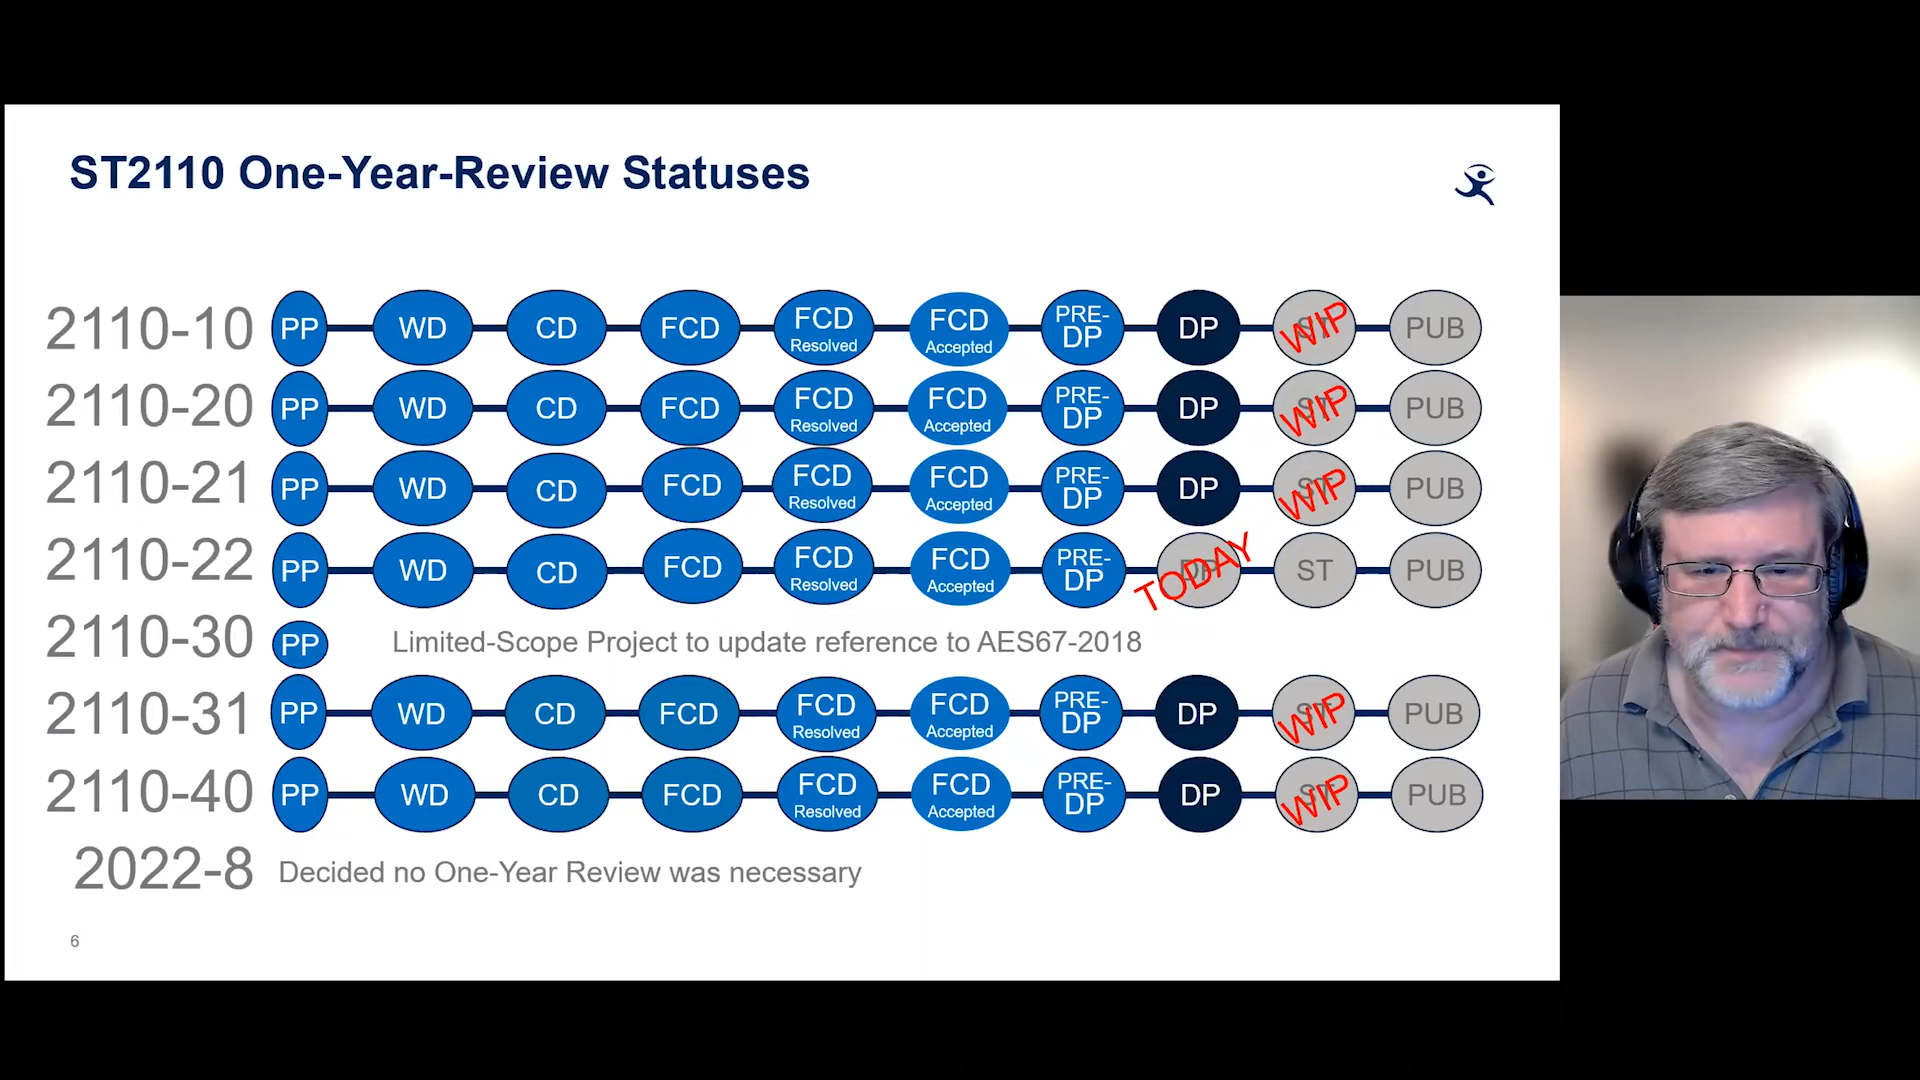 ST2110 One-Year-Review Statuses
2110-10 PP WD CD FCD FCD Resolved FCD Accepted PRE-DP DP WIP PUB
2110-20 PP WD CD FCD FCD Resolved FCD Accepted PRE-DP DP WIP PUB
2110-21 PP WD CD FCD FCD Resolved FCD Accepted PRE-DP DP WIP PUB
2110-22 PP WD CD FCD FCD Resolved FCD Accepted PRE-DP TODAY ST PUB
2110-30 PP Limited-Scope Project to update reference to AES67-2018
2110-31 PP WD CD FCD FCD Resolved FCD Accepted PRE-DP DP WIP PUB
2110-40 PP WD CD FCD FCD Resolved FCD Accepted PRE-DP DP WIP PUB
2022-8 Decided no One-Year Review was necessary
6